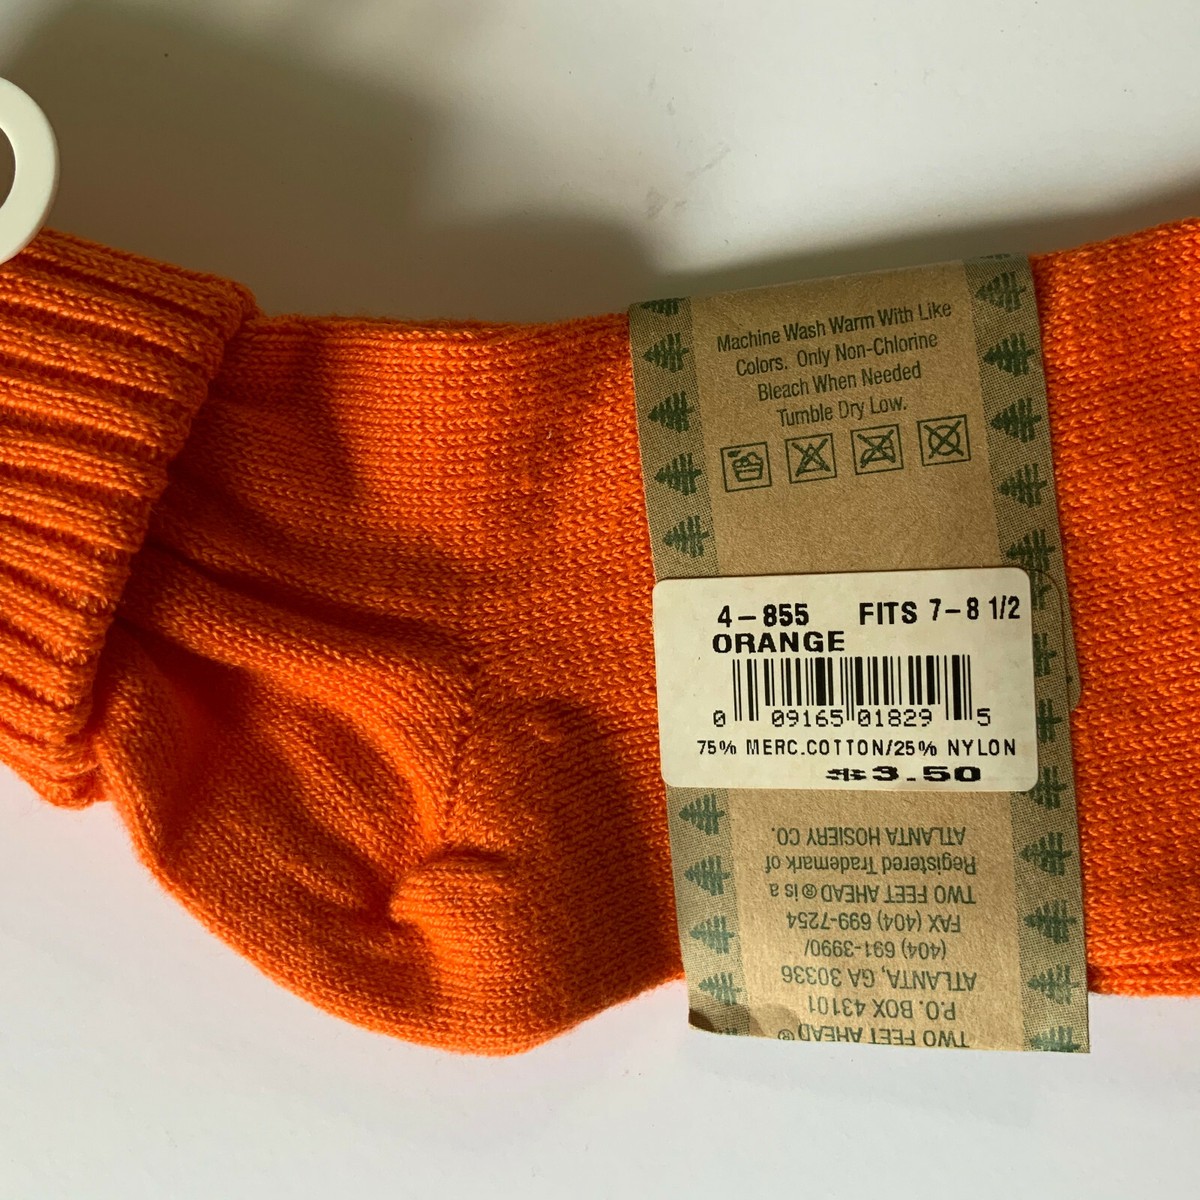 Machine Wash Warm With Like
Colors. Only Non-Chlorine
Bleach When Needed
Tumble Dry Low.
4-855 FITS 7-8 1/2
ORANGE
0 09165 01829 5
75% MERC.COTTON/25% NYLON
$3.50
TWO FEET AHEAD®
P.O. BOX 43101
ATLANTA, GA 30336
(404) 691-3990/
FAX (404) 699-7254
TWO FEET AHEAD® is a
Registered Trademark of
ATLANTA HOSIERY CO.